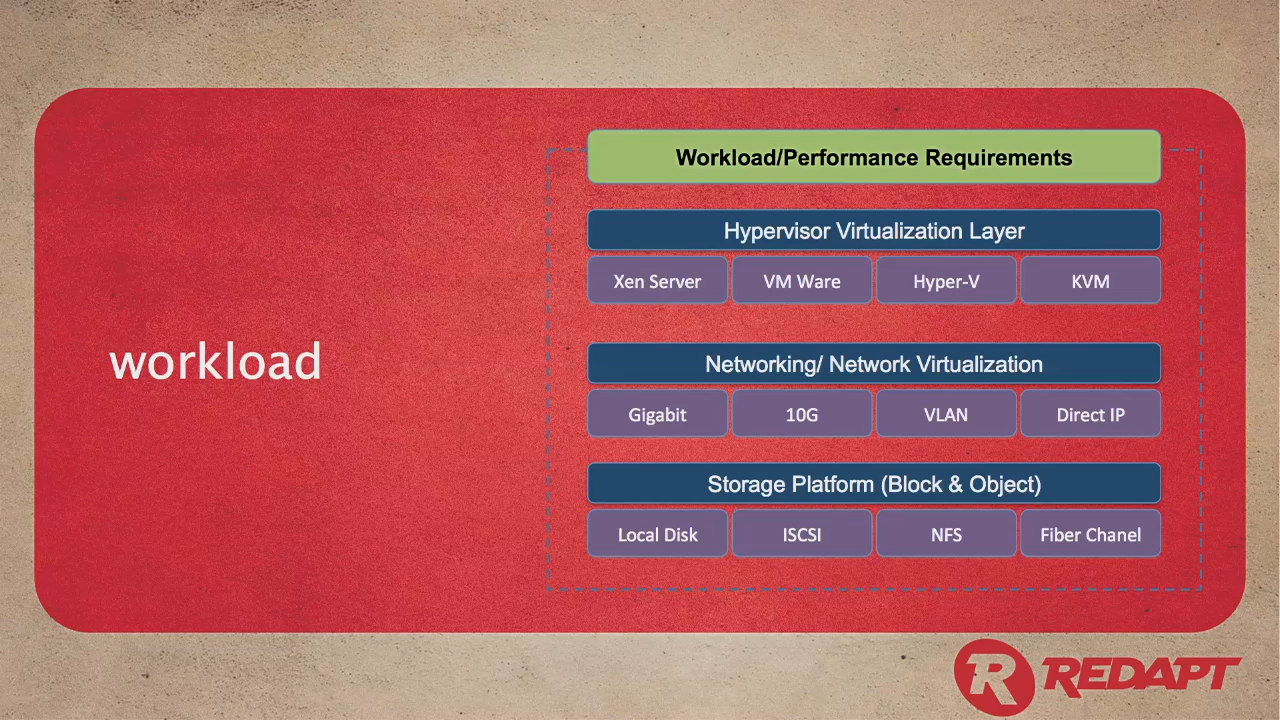 workload
Workload/Performance Requirements
Hypervisor Virtualization Layer
Xen Server VM Ware Hyper-V KVM
Networking/ Network Virtualization
Gigabit 10G VLAN Direct IP
Storage Platform (Block & Object)
Local Disk ISCSI NFS Fiber Chanel
R REDAPT